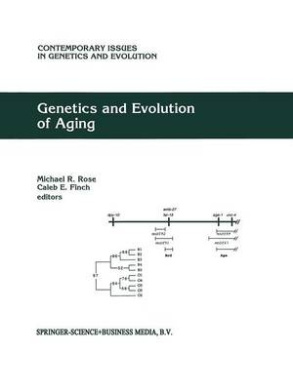 CONTEMPORARY ISSUES
IN GENETICS AND EVOLUTION
Genetics and Evolution
of Aging
Michael R. Rose
Caleb E. Finch
editors
SPRINGER-SCIENCE+BUSINESS MEDIA, B.V.